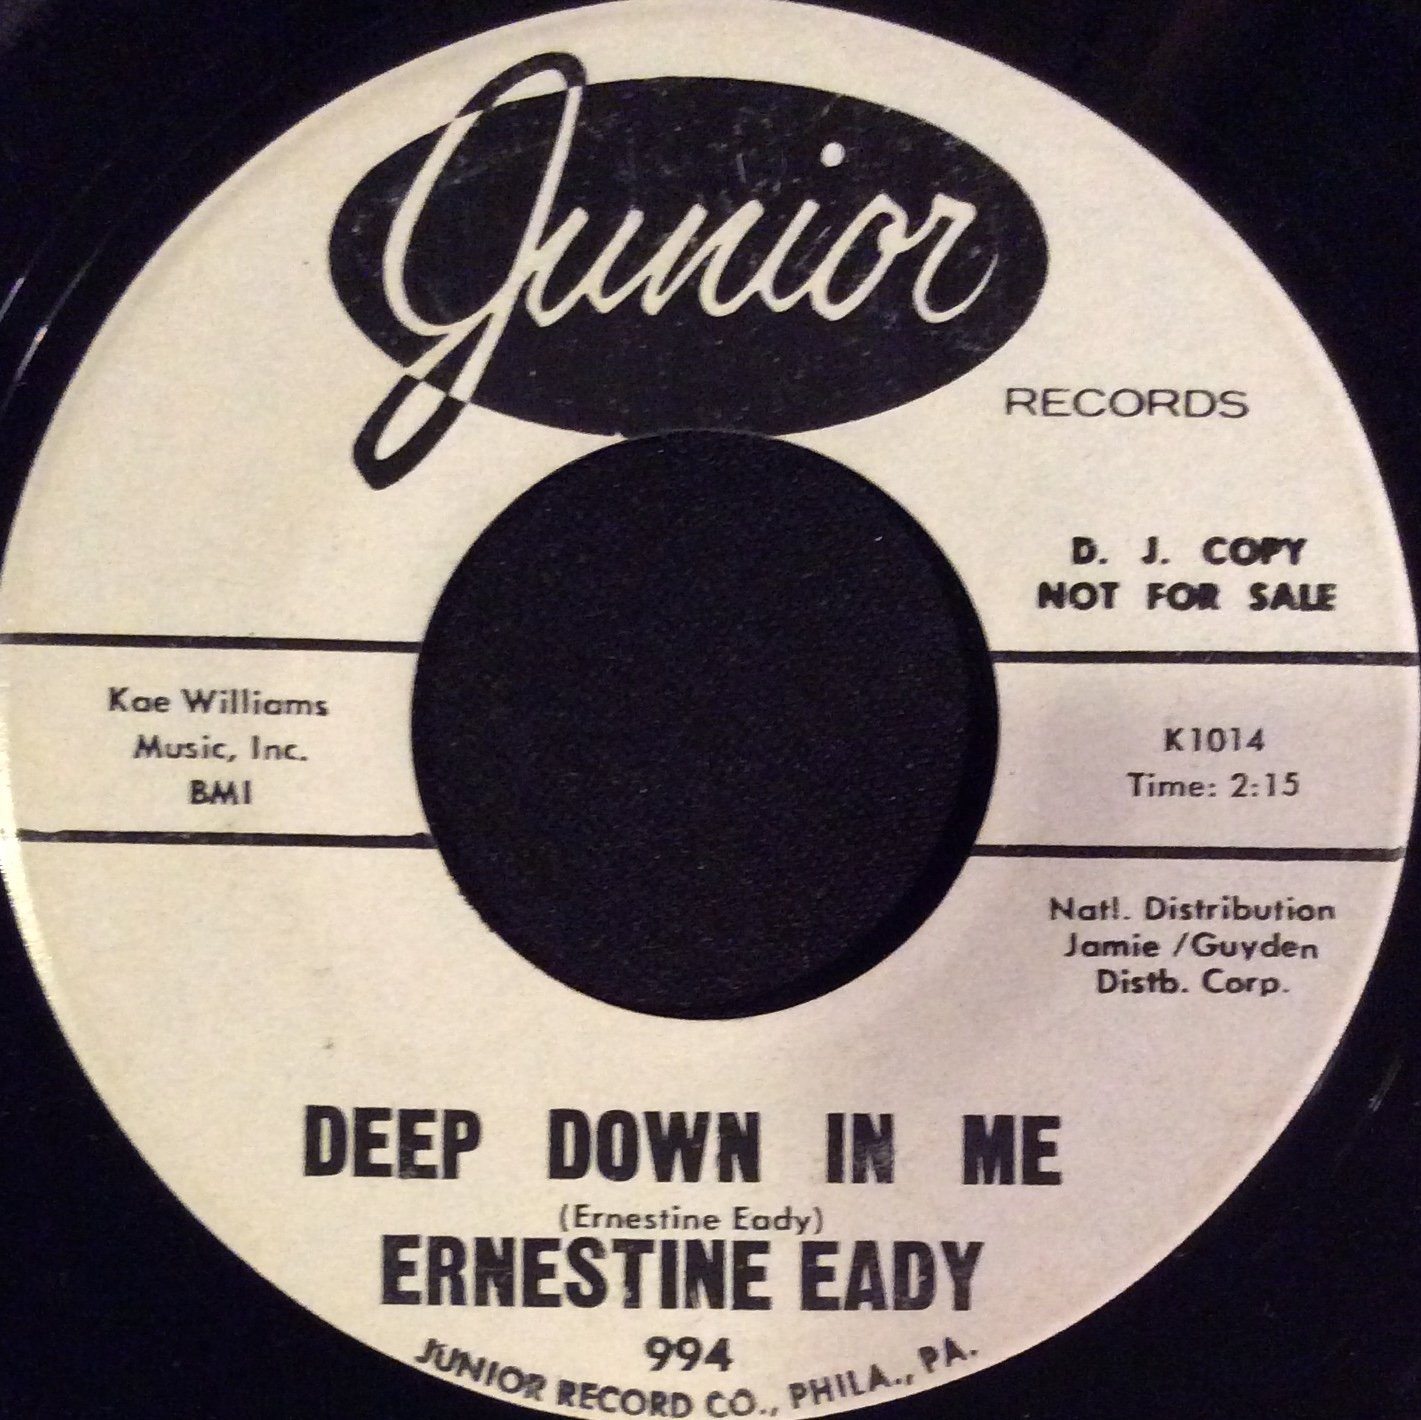 Junior
RECORDS
D. J. COPY
NOT FOR SALE
Kae Williams
Music, Inc.
BMI
K1014
Time: 2:15
Natl. Distribution
Jamie /Guyden
Distb. Corp.
DEEP DOWN IN ME
(Ernestine Eady)
ERNESTINE EADY
994
JUNIOR RECORD CO., PHILA., PA.